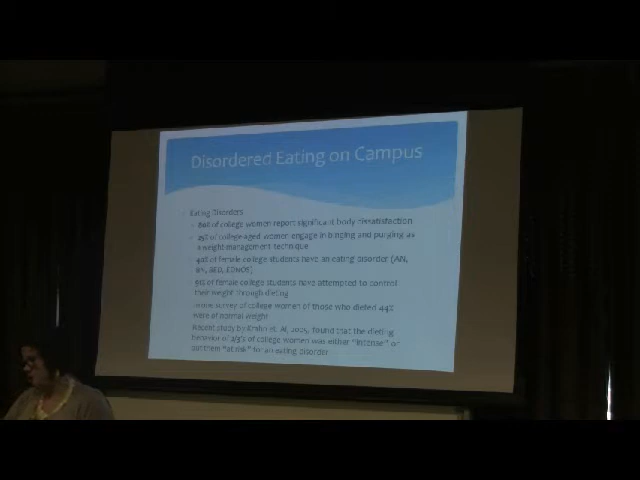 Disordered Eating on Campus
Eating Disorders
80% of college women report significant body dissatisfaction
25% of college-aged women engage in binging and purging as
a weight-management technique
40% of female college students have an eating disorder (AN,
BN, BED, EDNOS)
91% of female college students have attempted to control
their weight through dieting
survey of college women of those who dieted 44%
were of normal weight
Recent study by et. Al, 2005, found that the dieting
behavior of 2/3% of college women was either "intense" or
put them "at risk" for an eating disorder